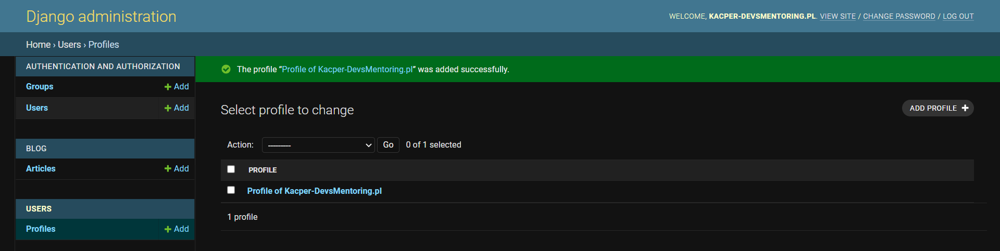 Django administration
WELCOME, KACPER-DEVSMENTORING.PL. VIEW SITE / CHANGE PASSWORD / LOG OUT
Home › Users › Profiles
AUTHENTICATION AND AUTHORIZATION
Groups
Add
Users
Add
BLOG
Articles
Add
USERS
Profiles
Add
The profile “Profile of Kacper-DevsMentoring.pl” was added successfully.
Select profile to change
ADD PROFILE
Action: --------- Go 0 of 1 selected
PROFILE
Profile of Kacper-DevsMentoring.pl
1 profile